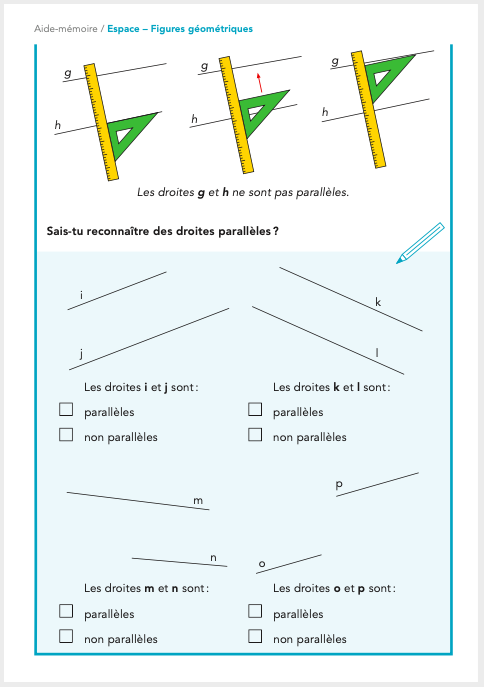 Aide-mémoire / Espace – Figures géométriques
g
h
g
h
g
h
Les droites g et h ne sont pas parallèles.
Sais-tu reconnaître des droites parallèles ?
i
j
k
l
Les droites i et j sont :
parallèles
non parallèles
Les droites k et l sont :
parallèles
non parallèles
m
n
p
o
Les droites m et n sont :
parallèles
non parallèles
Les droites o et p sont :
parallèles
non parallèles